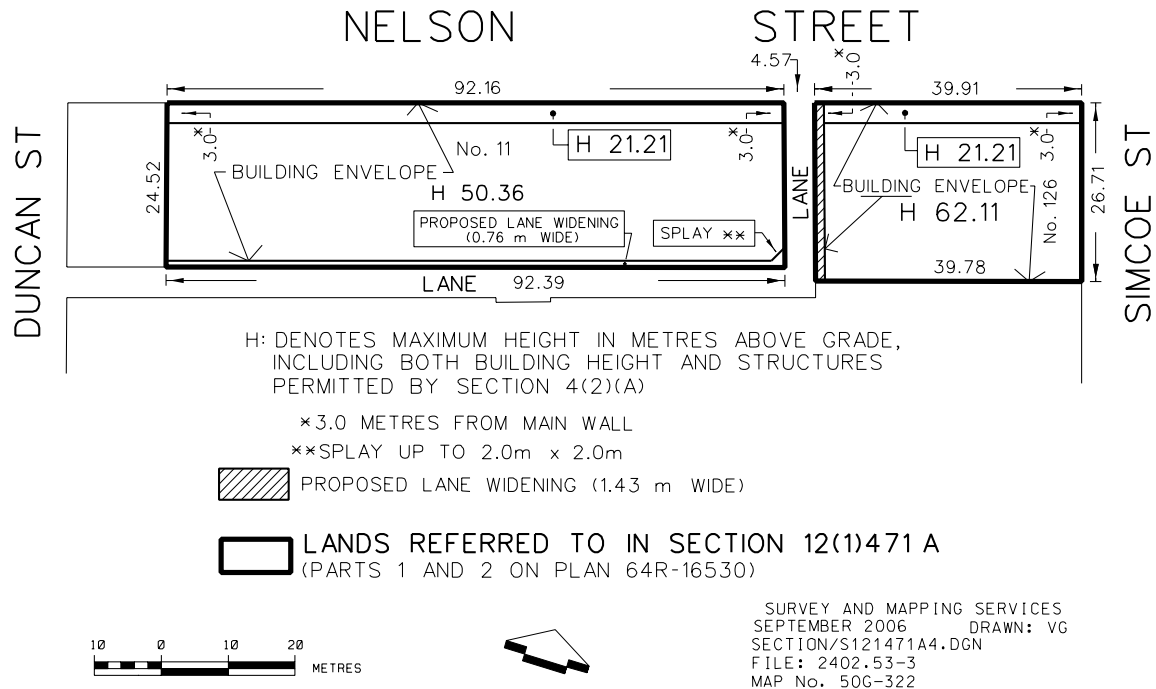 NELSON STREET
4.57
*3.0
92.16
39.91
DUNCAN ST
24.52
*3.0
No. 11
H 21.21
*3.0
BUILDING ENVELOPE
H 50.36
PROPOSED LANE WIDENING
(0.76 m WIDE)
SPLAY **
LANE
H 21.21
*3.0
BUILDING ENVELOPE
H 62.11
No. 126
26.71
SIMCOE ST
39.78
LANE 92.39
H: DENOTES MAXIMUM HEIGHT IN METRES ABOVE GRADE,
INCLUDING BOTH BUILDING HEIGHT AND STRUCTURES
PERMITTED BY SECTION 4(2)(A)
*3.0 METRES FROM MAIN WALL
**SPLAY UP TO 2.0m x 2.0m
PROPOSED LANE WIDENING (1.43 m WIDE)
LANDS REFERRED TO IN SECTION 12(1)471 A
(PARTS 1 AND 2 ON PLAN 64R-16530)
10 0 10 20
METRES
SURVEY AND MAPPING SERVICES
SEPTEMBER 2006 DRAWN: VG
SECTION/S121471A4.DGN
FILE: 2402.53-3
MAP No. 50G-322